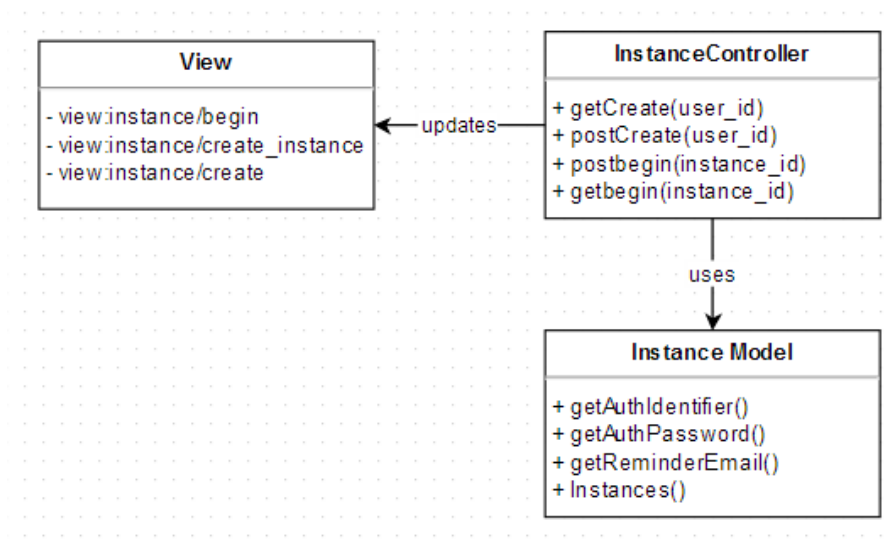 View
- view:instance/begin
- view:instance/create_instance
- view:instance/create
updates
InstanceController
+ getCreate(user_id)
+ postCreate(user_id)
+ postbegin(instance_id)
+ getbegin(instance_id)
uses
Instance Model
+ getAuthIdentifier()
+ getAuthPassword()
+ getReminderEmail()
+ Instances()